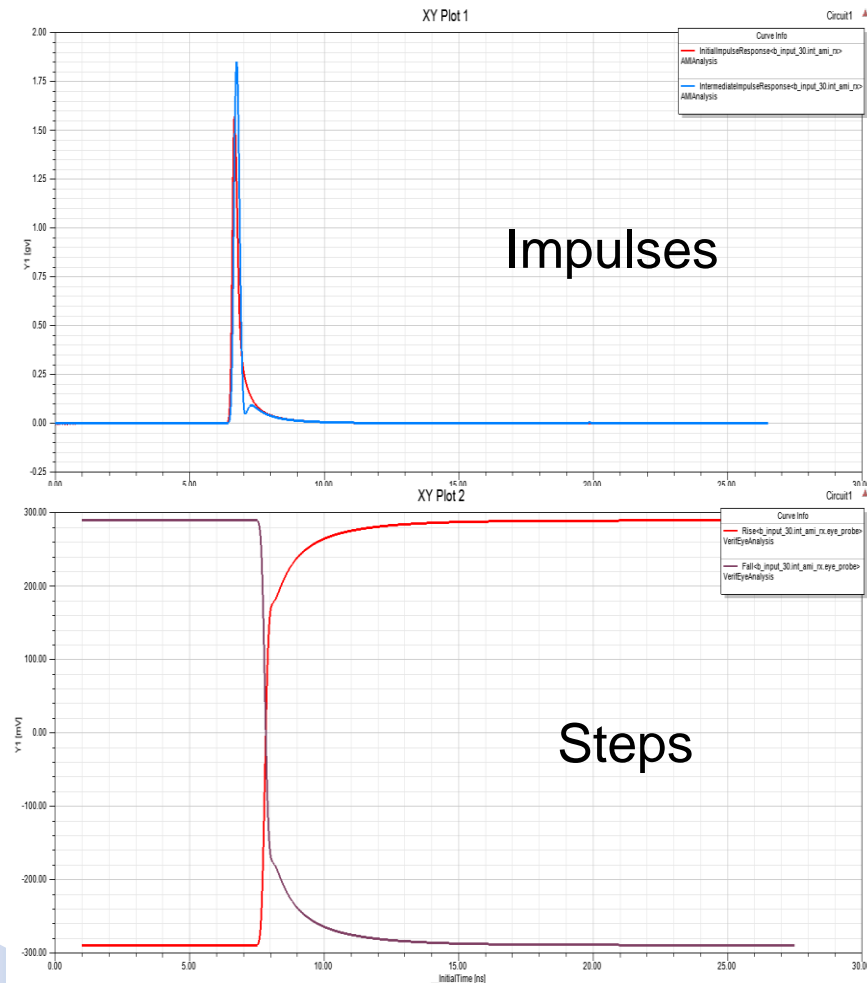 XY Plot 1
Circuit1
Curve Info
InitialImpulseResponse<b_input_30.int_ami_rx>
AMIAnalysis
IntermediateImpulseResponse<b_input_30.int_ami_rx>
AMIAnalysis
2.00
1.75
1.50
1.25
1.00
0.75
0.50
0.25
0.00
-0.25
Y1 [gv]
Impulses
0.00 5.00 10.00 15.00 20.00 25.00 30.00
XY Plot 2
Circuit1
Curve Info
Rise<b_input_30.int_ami_rx.eye_probe>
VerifEyeAnalysis
Fall<b_input_30.int_ami_rx.eye_probe>
VerifEyeAnalysis
300.00
200.00
100.00
0.00
-100.00
-200.00
-300.00
Y1 [mV]
Steps
0.00 5.00 10.00 15.00 20.00 25.00 30.00
InitialTime [ns]